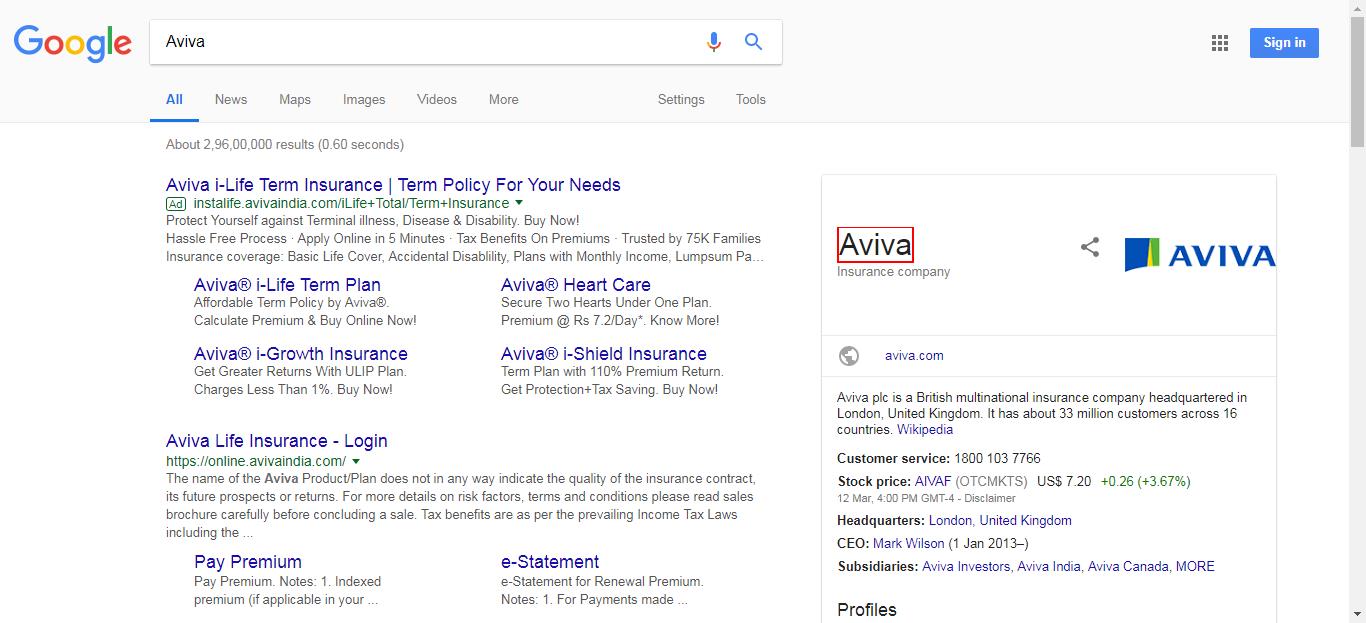 Google
Aviva
Sign in
All News Maps Images Videos More Settings Tools
About 2,96,00,000 results (0.60 seconds)
Aviva i-Life Term Insurance | Term Policy For Your Needs
Ad instalife.avivaindia.com/iLife+Total/Term+Insurance
Protect Yourself against Terminal illness, Disease & Disability. Buy Now!
Hassle Free Process · Apply Online in 5 Minutes · Tax Benefits On Premiums · Trusted by 75K Families
Insurance coverage: Basic Life Cover, Accidental Disablility, Plans with Monthly Income, Lumpsum Pa...
Aviva® i-Life Term Plan
Affordable Term Policy by Aviva®.
Calculate Premium & Buy Online Now!
Aviva® Heart Care
Secure Two Hearts Under One Plan.
Premium @ Rs 7.2/Day*. Know More!
Aviva® i-Growth Insurance
Get Greater Returns With ULIP Plan.
Charges Less Than 1%. Buy Now!
Aviva® i-Shield Insurance
Term Plan with 110% Premium Return.
Get Protection+Tax Saving. Buy Now!
Aviva Life Insurance - Login
https://online.avivaindia.com/
The name of the Aviva Product/Plan does not in any way indicate the quality of the insurance contract,
its future prospects or returns. For more details on risk factors, terms and conditions please read sales
brochure carefully before concluding a sale. Tax benefits are as per the prevailing Income Tax Laws
including the ...
Pay Premium
Pay Premium. Notes: 1. Indexed
premium (if applicable in your ...
e-Statement
e-Statement for Renewal Premium.
Notes: 1. For Payments made ...
Aviva
Insurance company
AVIVA
aviva.com
Aviva plc is a British multinational insurance company headquartered in
London, United Kingdom. It has about 33 million customers across 16
countries. Wikipedia
Customer service: 1800 103 7766
Stock price: AIVAF (OTCMKTS) US$ 7.20 +0.26 (+3.67%)
12 Mar, 4:00 PM GMT-4 - Disclaimer
Headquarters: London, United Kingdom
CEO: Mark Wilson (1 Jan 2013–)
Subsidiaries: Aviva Investors, Aviva India, Aviva Canada, MORE
Profiles